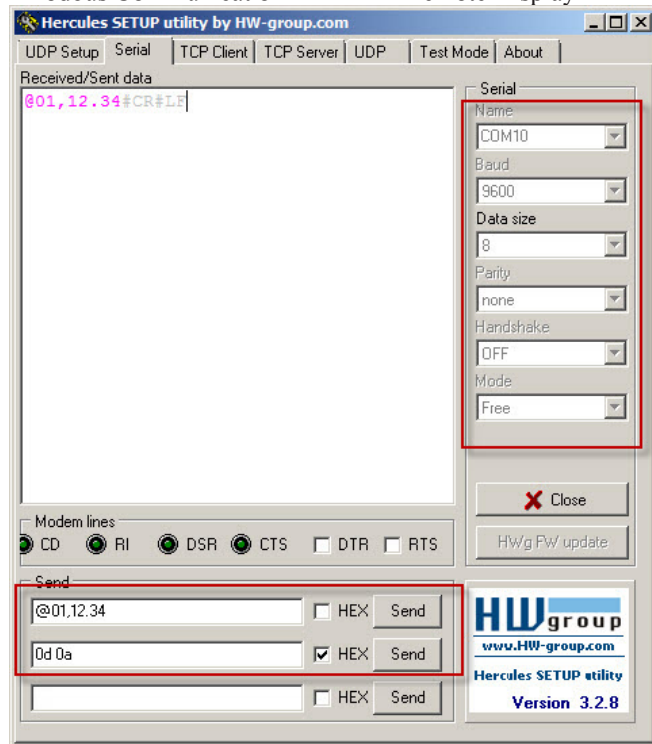 Hercules SETUP utility by HW-group.com
UDP Setup Serial TCP Client TCP Server UDP Test Mode About
Received/Sent data
@01,12.34#CR#LF
Serial
Name
COM10
Baud
9600
Data size
8
Parity
none
Handshake
OFF
Mode
Free
Close
HWg FW update
Modem lines
CD RI DSR CTS DTR RTS
Send
@01,12.34 HEX Send
0d 0a HEX Send
HEX Send
HWgroup
www.HW-group.com
Hercules SETUP utility
Version 3.2.8